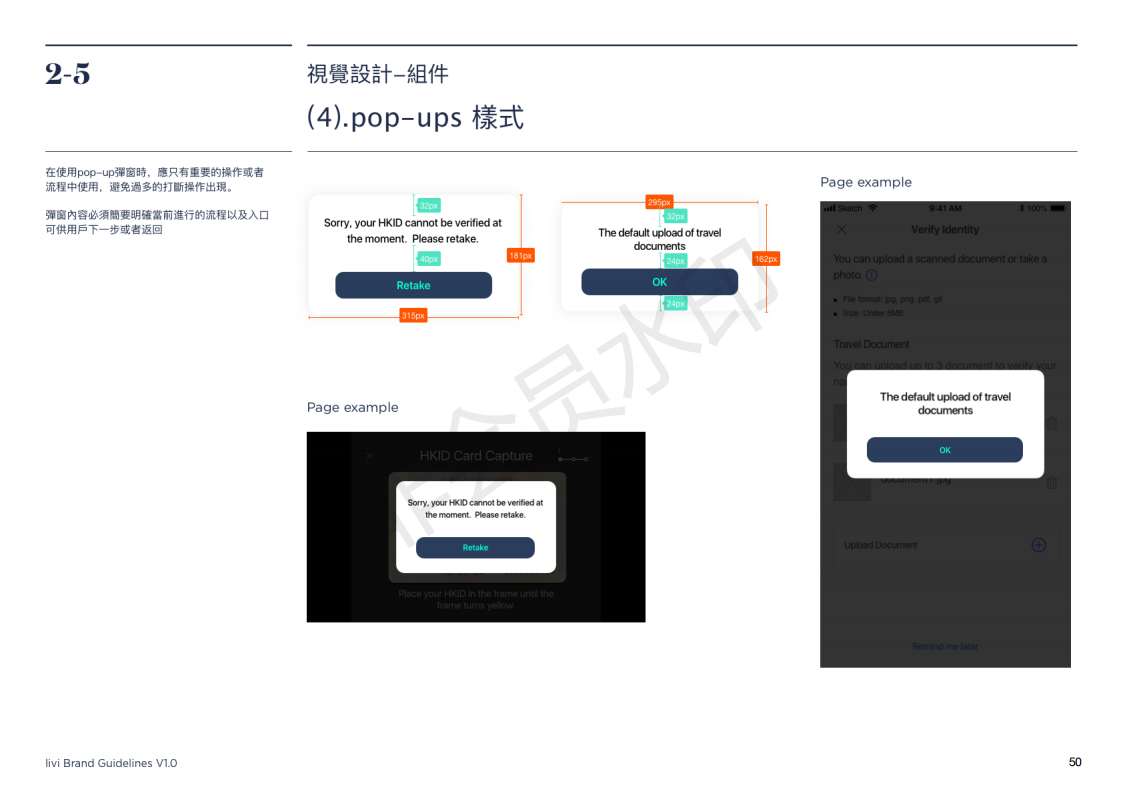 2-5
視覺設計–組件
(4).pop–ups 樣式
在使用pop–up彈窗時，應只有重要的操作或者
流程中使用，避免過多的打斷操作出現。
彈窗內容必須簡要明確當前進行的流程以及入口
可供用戶下一步或者返回
32px
Sorry, your HKID cannot be verified at
the moment. Please retake.
40px
181px
Retake
315px
295px
32px
The default upload of travel
documents
24px
162px
OK
24px
Page example
HKID Card Capture
Sorry, your HKID cannot be verified at
the moment. Please retake.
Retake
Place your HKID in the frame until the
frame turns yellow
Page example
Sketch
9:41 AM
100%
Verify Identity
You can upload a scanned document or take a
photo.
File format: jpg, png, pdf, gif
Size: Under 5MB
Travel Document
You can upload up to 3 document to verify your
The default upload of travel
documents
OK
document1.jpg
Upload Document
Remind me later
非会员水印
livi Brand Guidelines V1.0
50